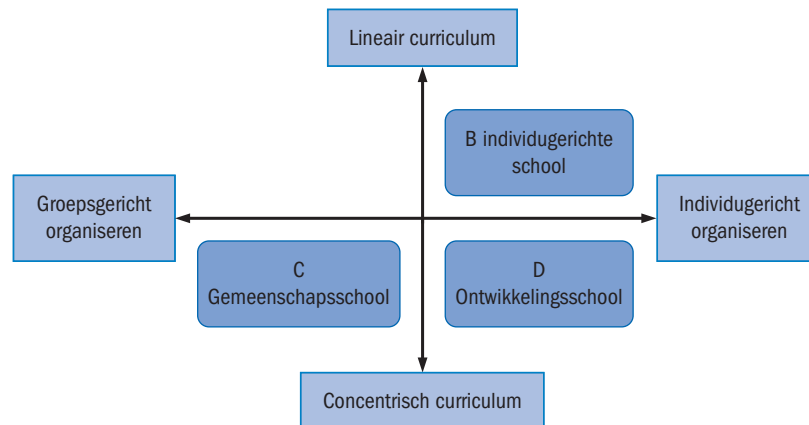 Lineair curriculum
B individugerichte
school
Groepsgericht
organiseren
Individugericht
organiseren
C
Gemeenschapsschool
D
Ontwikkelingsschool
Concentrisch curriculum